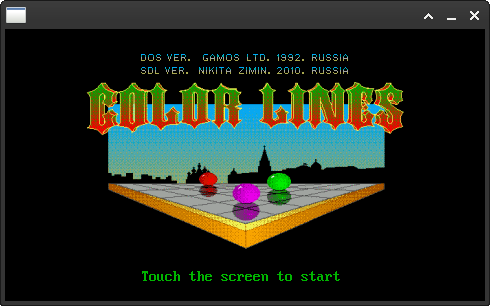 DOS VER. GAMOS LTD. 1992. RUSSIA
SDL VER. NIKITA ZIMIN. 2010. RUSSIA
COLOR LINES
Touch the screen to start